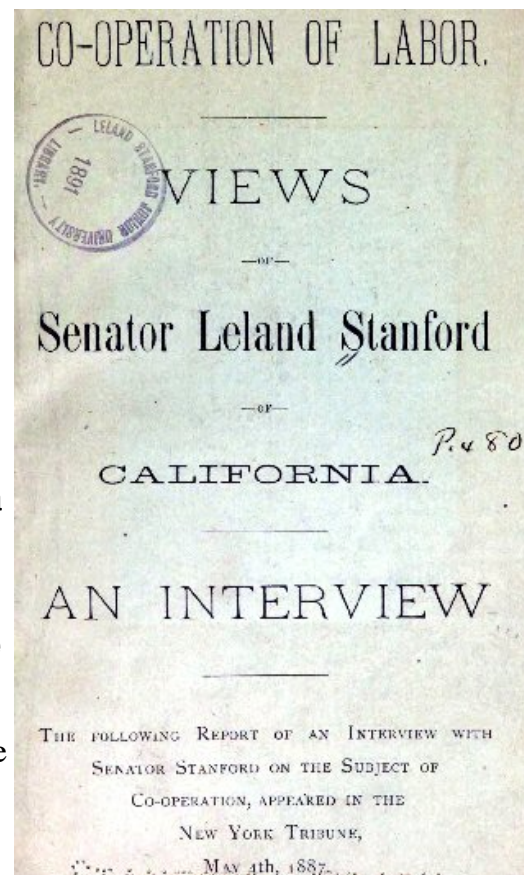 CO-OPERATION OF LABOR.
LELAND STANFORD JUNIOR UNIVERSITY — LIBRARY. —
1891
VIEWS
—OF—
Senator Leland Stanford
—OF—
P.480
CALIFORNIA.
AN INTERVIEW
THE FOLLOWING REPORT OF AN INTERVIEW WITH
SENATOR STANFORD ON THE SUBJECT OF
CO-OPERATION, APPEARED IN THE
NEW YORK TRIBUNE,
MAY 4th, 1887.